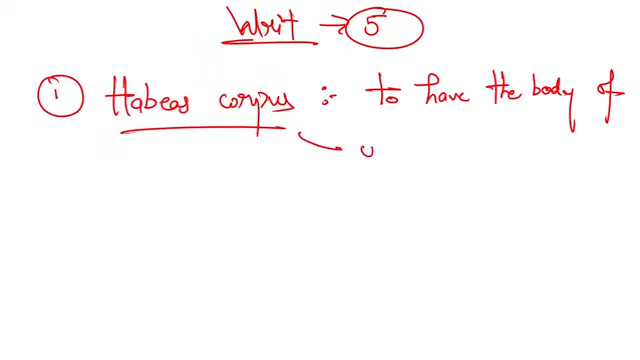 Writ → 5
① Habeas corpus :- to have the body of